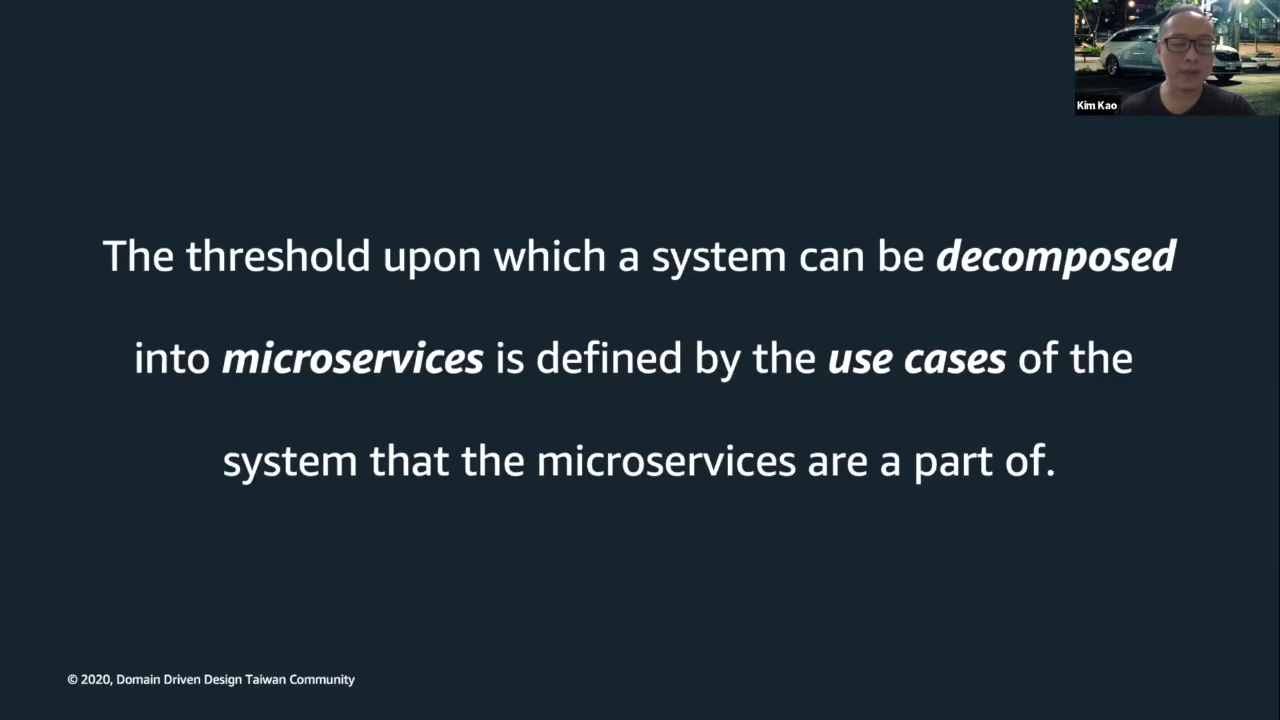 Kim Kao
The threshold upon which a system can be decomposed
into microservices is defined by the use cases of the
system that the microservices are a part of.
© 2020, Domain Driven Design Taiwan Community